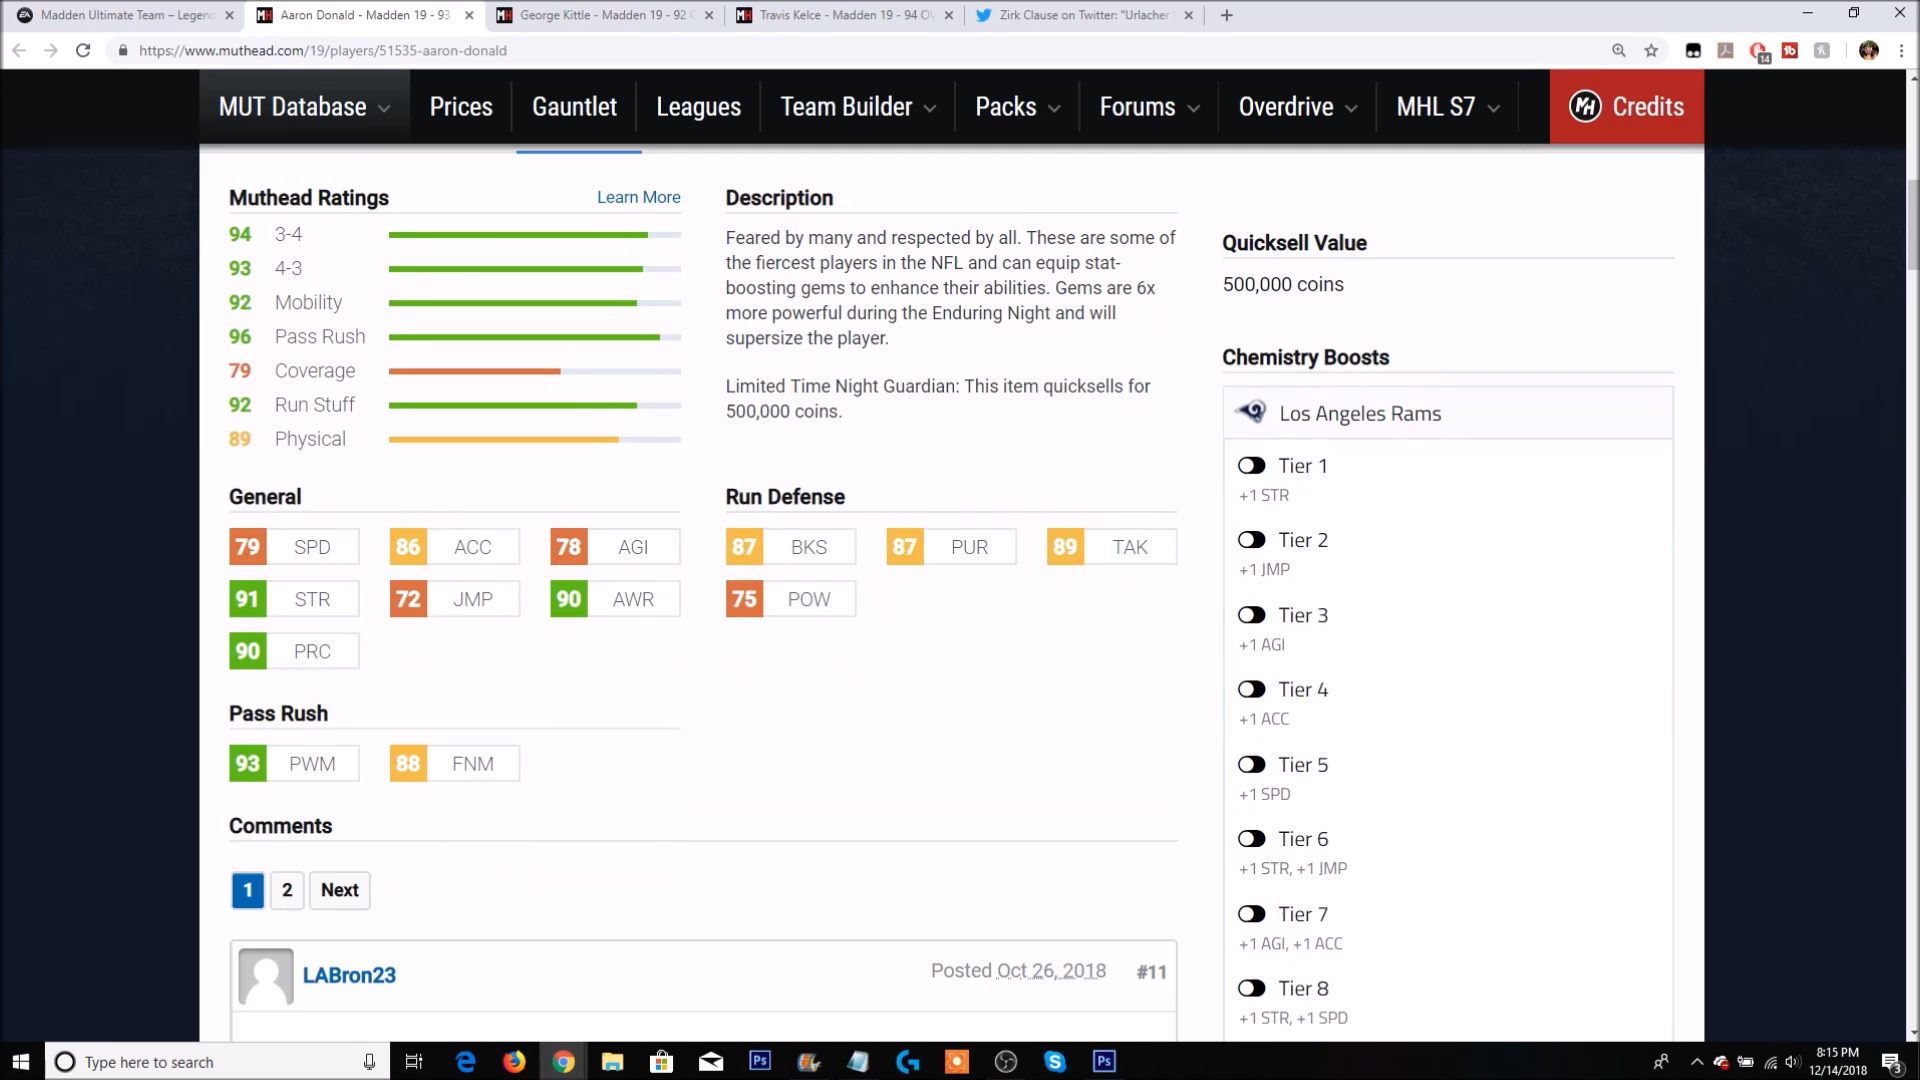 Madden Ultimate Team – Legen
Aaron Donald - Madden 19 - 93
George Kittle - Madden 19 - 92
Travis Kelce - Madden 19 - 94 O
Zirk Clause on Twitter: "Urlacher
https://www.muthead.com/19/players/51535-aaron-donald
14
MUT Database
Prices
Gauntlet
Leagues
Team Builder
Packs
Forums
Overdrive
MHL S7
Credits
Muthead Ratings
Learn More
94 3-4
93 4-3
92 Mobility
96 Pass Rush
79 Coverage
92 Run Stuff
89 Physical
Description
Feared by many and respected by all. These are some of
the fiercest players in the NFL and can equip stat-
boosting gems to enhance their abilities. Gems are 6x
more powerful during the Enduring Night and will
supersize the player.
Limited Time Night Guardian: This item quicksells for
500,000 coins.
Quicksell Value
500,000 coins
Chemistry Boosts
Los Angeles Rams
Tier 1
+1 STR
Tier 2
+1 JMP
Tier 3
+1 AGI
Tier 4
+1 ACC
Tier 5
+1 SPD
Tier 6
+1 STR, +1 JMP
Tier 7
+1 AGI, +1 ACC
Tier 8
+1 STR, +1 SPD
General
79 SPD 86 ACC 78 AGI
91 STR 72 JMP 90 AWR
90 PRC
Run Defense
87 BKS 87 PUR 89 TAK
75 POW
Pass Rush
93 PWM 88 FNM
Comments
1 2 Next
LABron23
Posted Oct 26, 2018 #11
Type here to search
Ps
Ps
8:15 PM
12/14/2018
3